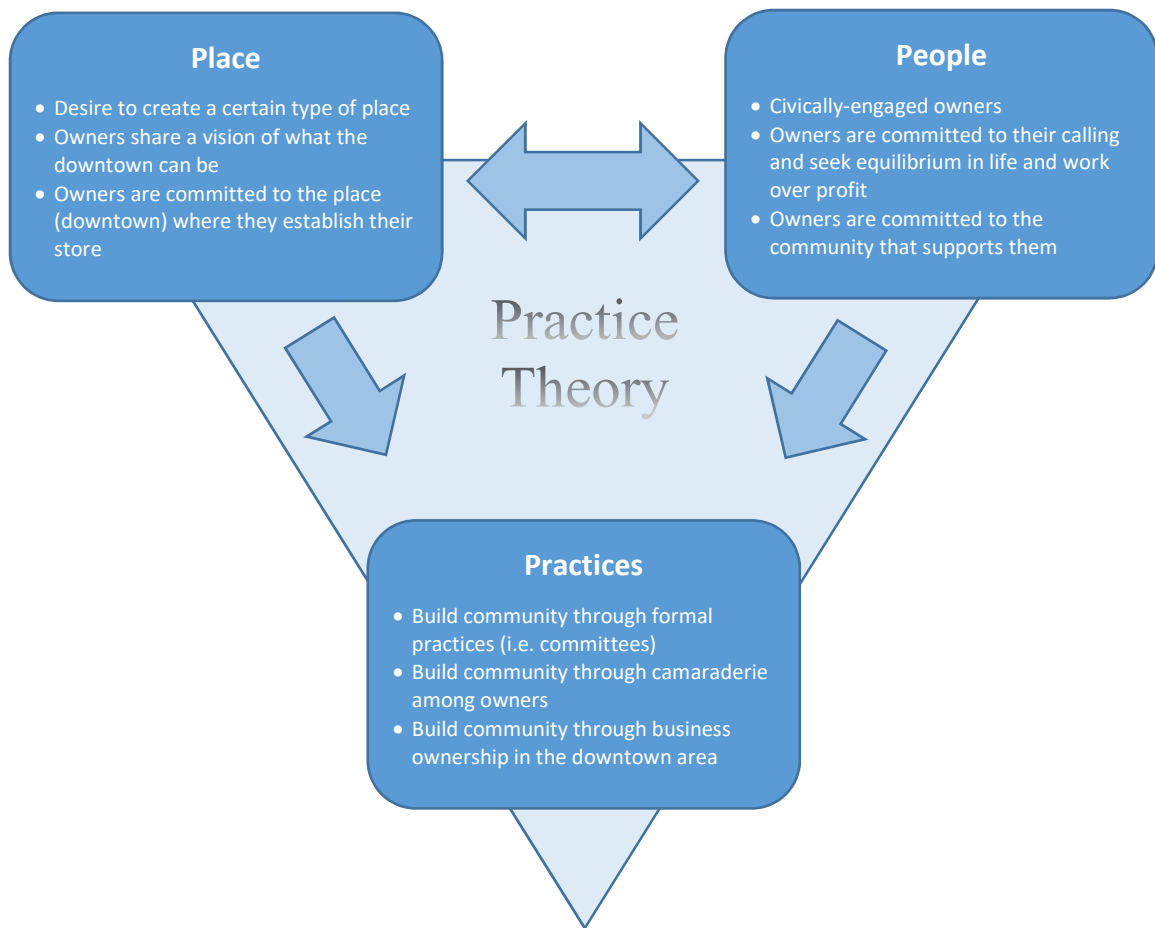 Place
• Desire to create a certain type of place
• Owners share a vision of what the
downtown can be
• Owners are committed to the place
(downtown) where they establish their
store
People
• Civically-engaged owners
• Owners are committed to their calling
and seek equilibrium in life and work
over profit
• Owners are committed to the
community that supports them
Practice
Theory
Practices
• Build community through formal
practices (i.e. committees)
• Build community through camaraderie
among owners
• Build community through business
ownership in the downtown area